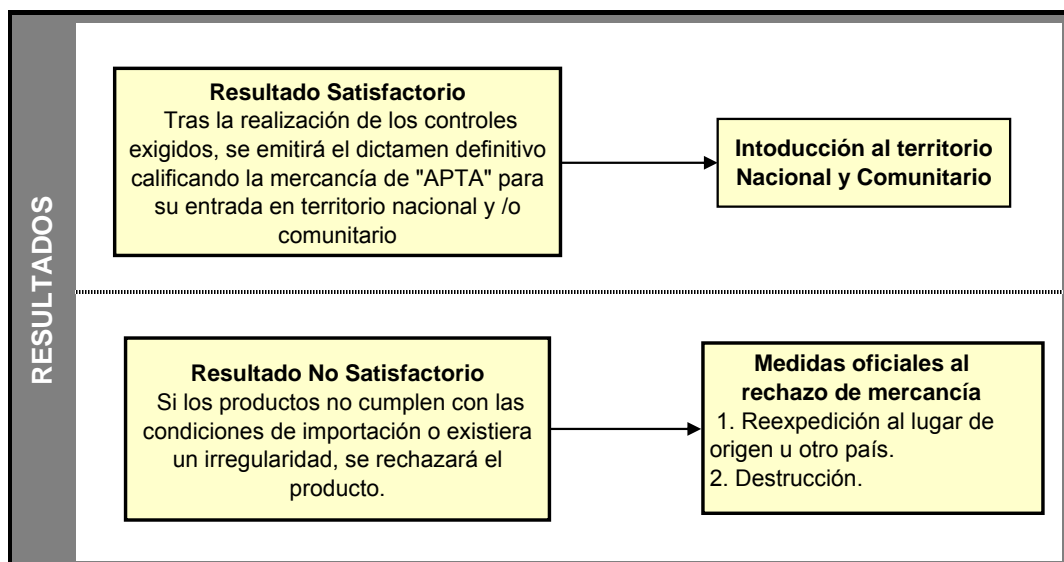 RESULTADOS
Resultado Satisfactorio
Tras la realización de los controles
exigidos, se emitirá el dictamen definitivo
calificando la mercancía de "APTA" para
su entrada en territorio nacional y /o
comunitario
Intoducción al territorio
Nacional y Comunitario
Resultado No Satisfactorio
Si los productos no cumplen con las
condiciones de importación o existiera
un irregularidad, se rechazará el
producto.
Medidas oficiales al
rechazo de mercancía
1. Reexpedición al lugar de
origen u otro país.
2. Destrucción.